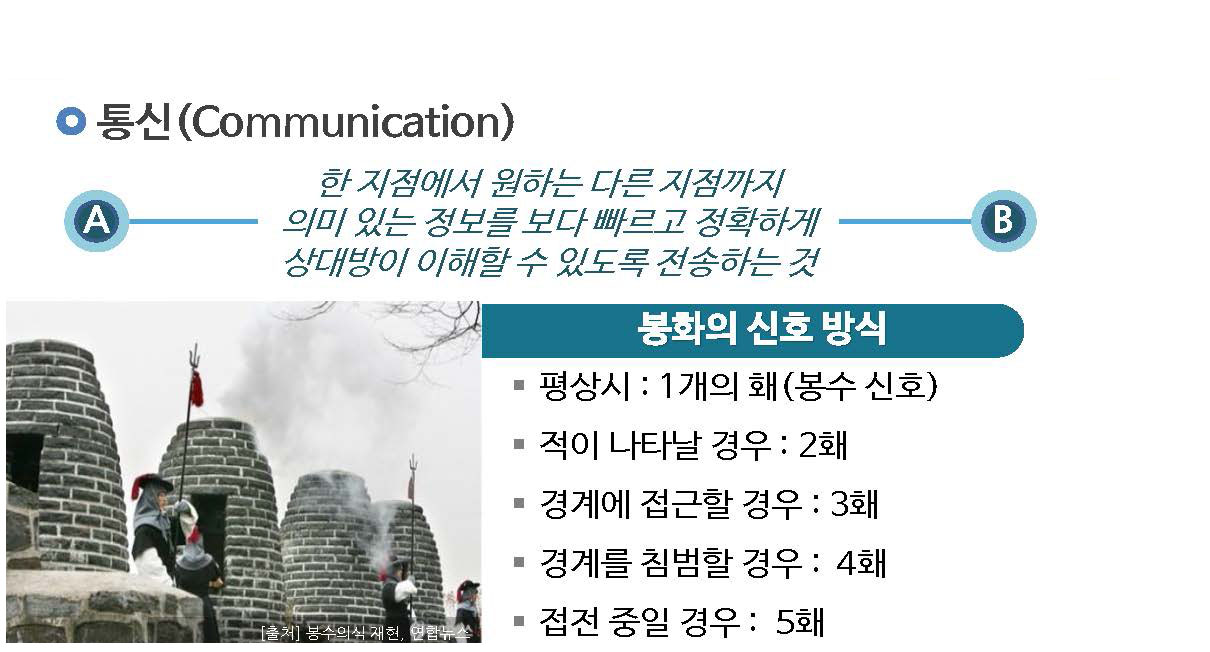 통신(Communication)
한 지점에서 원하는 다른 지점까지
A
의미 있는 정보를 보다 빠르고 정확하게
B
상대방이 이해할 수 있도록 전송하는 것
봉화의 신호 방식
평상시 : 1개의 홰(봉수 신호)
적이 나타날 경우 : 2홰
경계에 접근할 경우 : 3홰
경계를 침범할 경우 : 4홰
접전 중일 경우 : 5홰
[출처] 봉수의식 재현, 연합뉴스